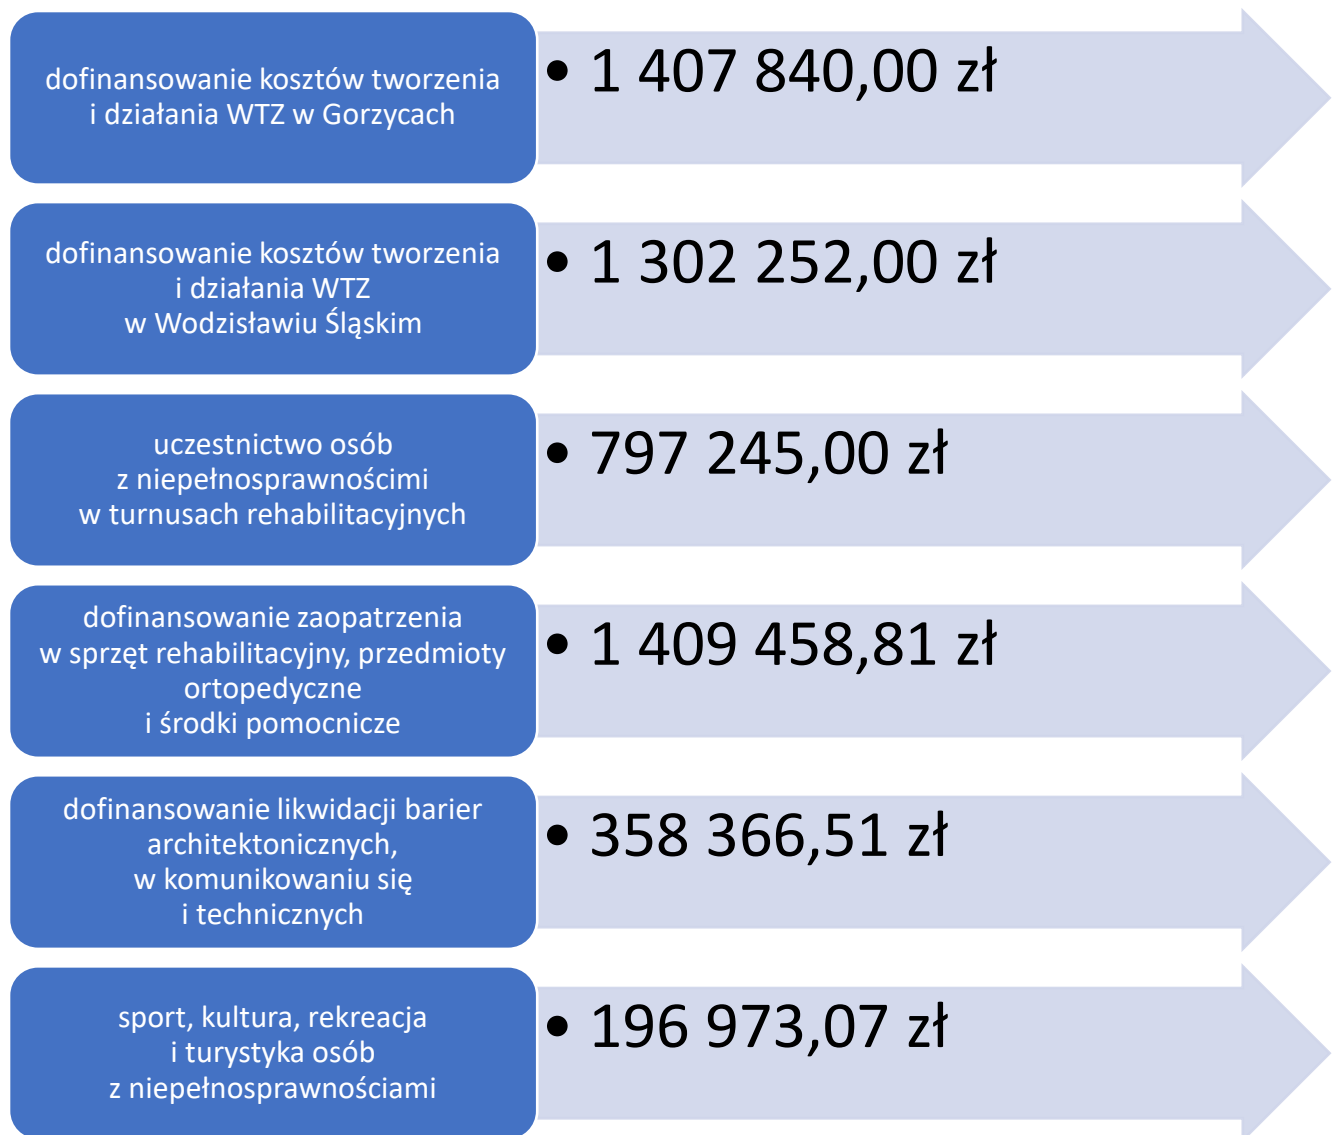 dofinansowanie kosztów tworzenia
i działania WTZ w Gorzycach
• 1 407 840,00 zł
dofinansowanie kosztów tworzenia
i działania WTZ
w Wodzisławiu Śląskim
• 1 302 252,00 zł
uczestnictwo osób
z niepełnosprawnościmi
w turnusach rehabilitacyjnych
• 797 245,00 zł
dofinansowanie zaopatrzenia
w sprzęt rehabilitacyjny, przedmioty
ortopedyczne
i środki pomocnicze
• 1 409 458,81 zł
dofinansowanie likwidacji barier
architektonicznych,
w komunikowaniu się
i technicznych
• 358 366,51 zł
sport, kultura, rekreacja
i turystyka osób
z niepełnosprawnościami
• 196 973,07 zł